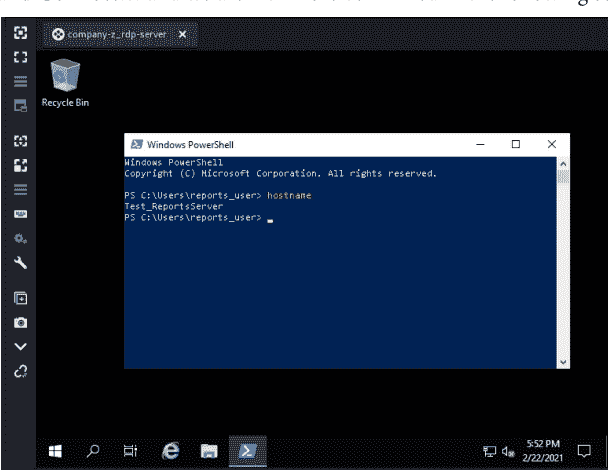 company-z_rdp-server
Recycle Bin
Windows PowerShell
Windows PowerShell
Copyright (C) Microsoft Corporation. All rights reserved.
PS C:\Users\reports_user> hostname
Test_ReportsServer
PS C:\Users\reports_user>
5:52 PM
2/22/2021